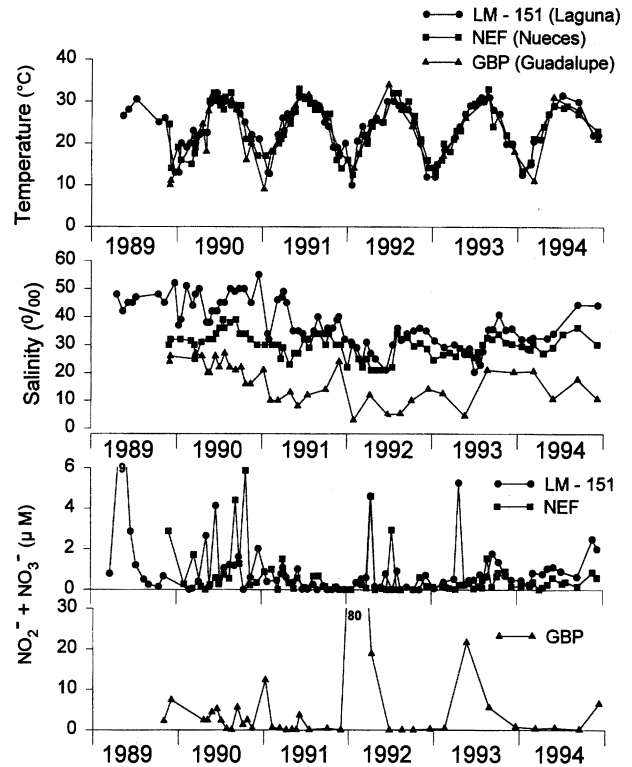 LM - 151 (Laguna)
NEF (Nueces)
GBP (Guadalupe)
Temperature (°C)
40
30
20
10
0
1989 1990 1991 1992 1993 1994
Salinity (0/00)
60
50
40
30
20
10
0
1989 1990 1991 1992 1993 1994
NO2⁻ + NO3⁻ (μ M)
6
4
2
0
9
LM - 151
NEF
30
20
10
0
80
GBP
1989 1990 1991 1992 1993 1994